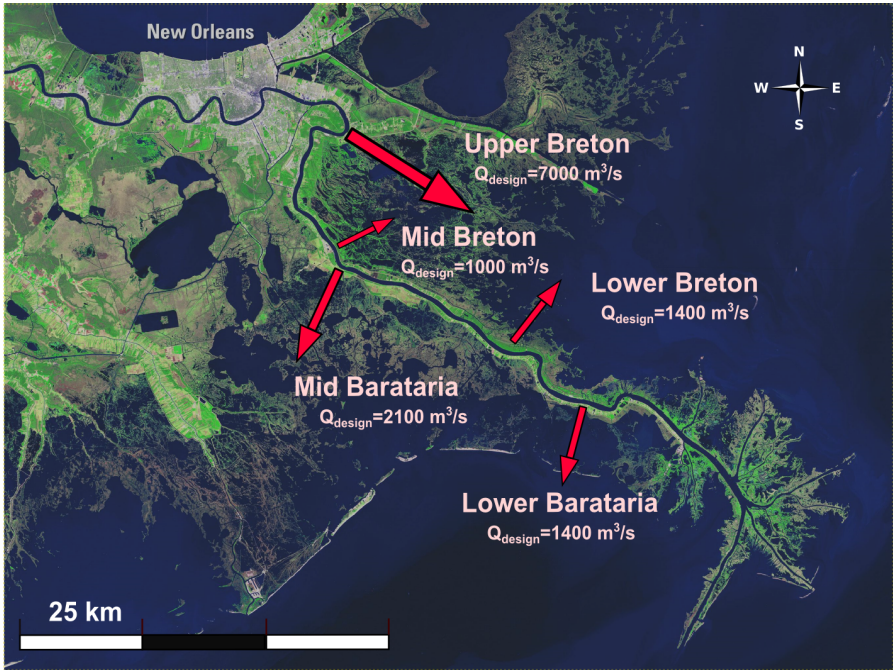 New Orleans
N
W E
S
Upper Breton
Qdesign=7000 m³/s
Mid Breton
Qdesign=1000 m³/s
Lower Breton
Qdesign=1400 m³/s
Mid Barataria
Qdesign=2100 m³/s
Lower Barataria
Qdesign=1400 m³/s
25 km